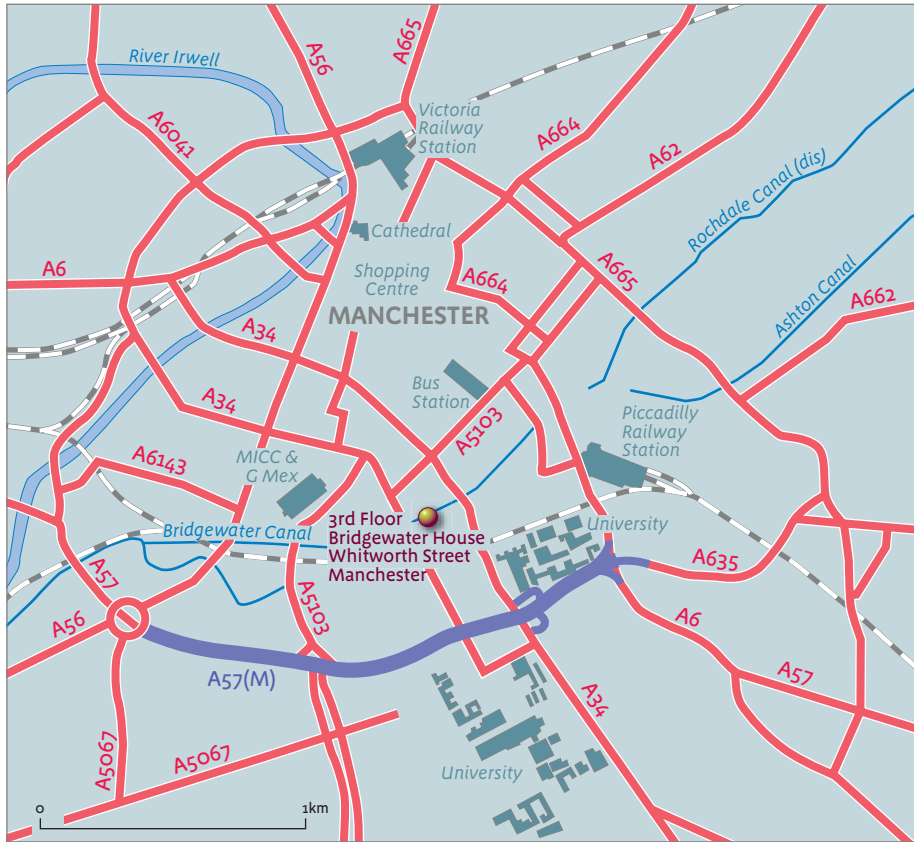 River Irwell
A56
A665
Victoria
Railway
Station
A6041
A664
A62
Rochdale Canal (dis)
Cathedral
A6
Shopping
Centre
A664
A665
Ashton Canal
MANCHESTER
A662
A34
Bus
Station
A34
A5103
Piccadilly
Railway
Station
A6143
MICC &
G Mex
3rd Floor
Bridgewater House
Whitworth Street
Manchester
Bridgewater Canal
University
A57
A635
A56
A5103
A6
A57(M)
A57
A34
A5067
A5067
University
0
1km